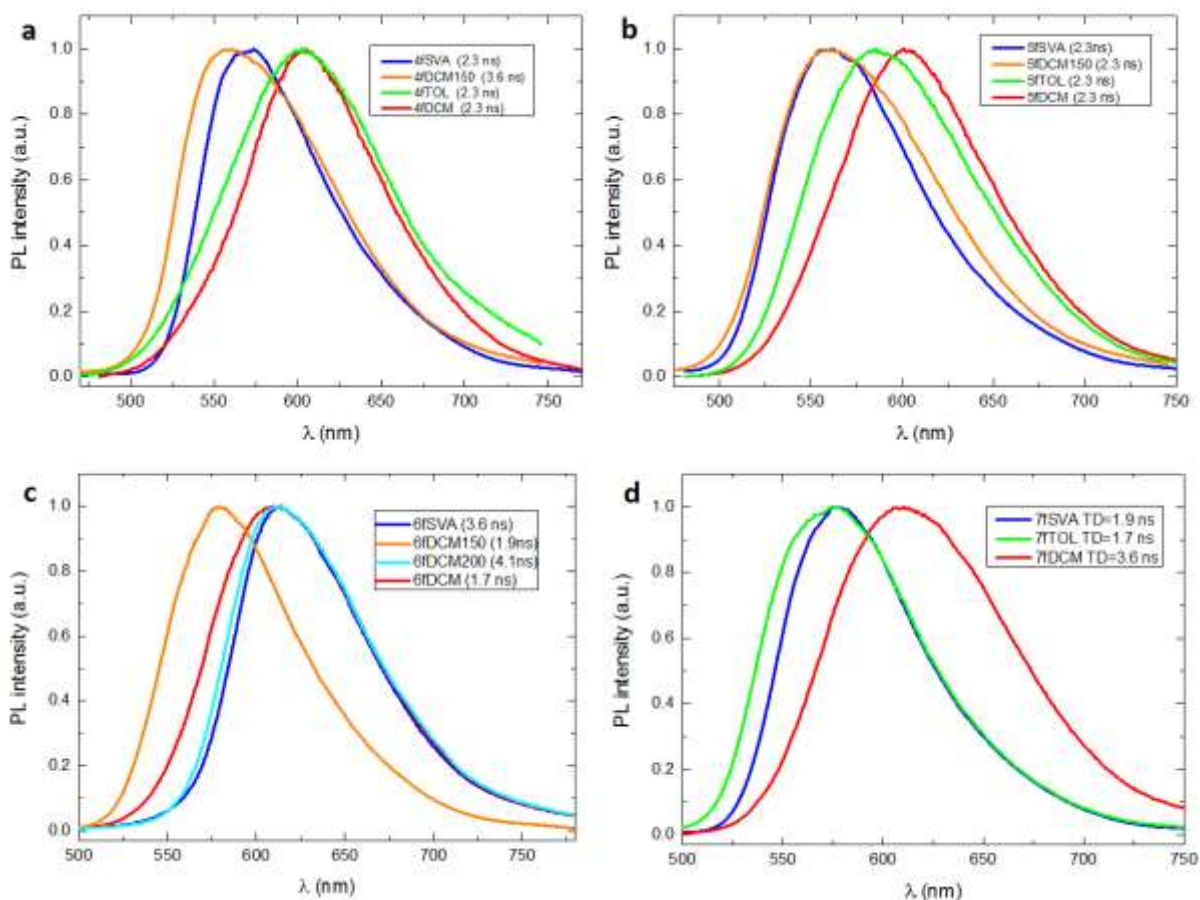 a
4fSVA (2.3 ns)
4fDCM150 (3.6 ns)
4fTOL (2.3 ns)
4fDCM (2.3 ns)
PL intensity (a.u.)
1.0
0.8
0.6
0.4
0.2
0.0
500 550 600 650 700 750
λ (nm)
b
5fSVA (2.3ns)
5fDCM150 (2.3 ns)
5fTOL (2.3 ns)
5fDCM (2.3 ns)
PL intensity (a.u.)
1.0
0.8
0.6
0.4
0.2
0.0
500 550 600 650 700 750
λ (nm)
c
6fSVA (3.6 ns)
6fDCM150 (1.9ns)
6fDCM200 (4.1ns)
6fDCM (1.7 ns)
PL intensity (a.u.)
1.0
0.8
0.6
0.4
0.2
0.0
500 550 600 650 700 750
λ (nm)
d
7fSVA TD=1.9 ns
7fTOL TD=1.7 ns
7fDCM TD=3.6 ns
PL intensity (a.u.)
1.0
0.8
0.6
0.4
0.2
0.0
500 550 600 650 700 750
λ (nm)